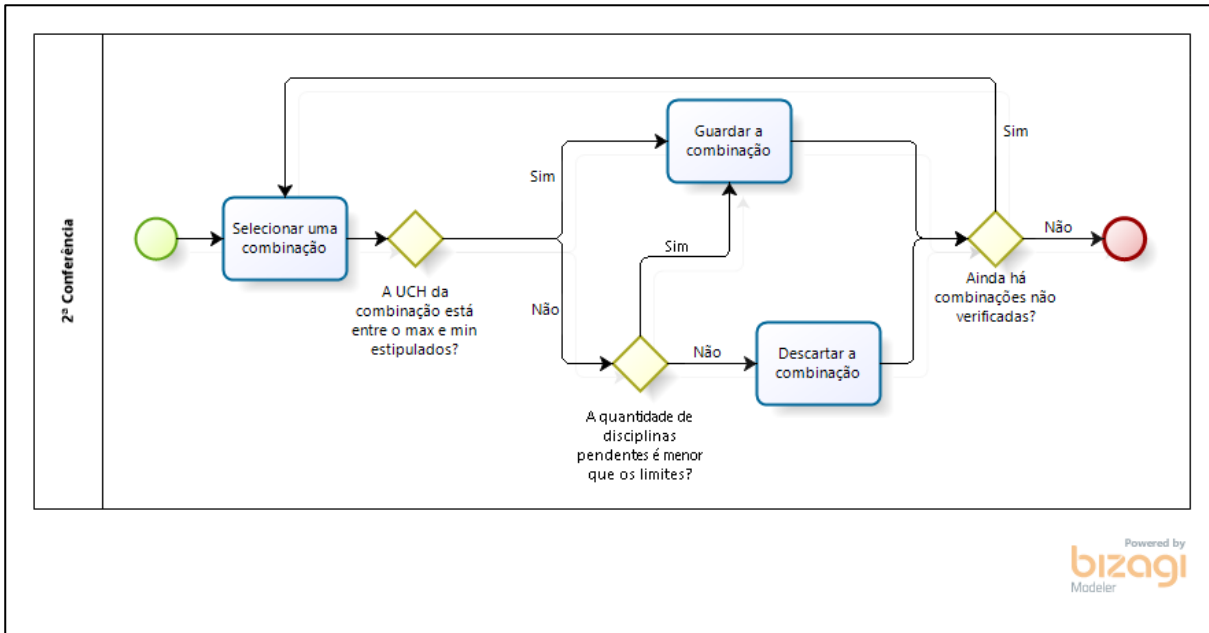 2ª Conferência
Selecionar uma
combinação
A UCH da
combinação está
entre o max e min
estipulados?
Sim
Não
Guardar a
combinação
Sim
A quantidade de
disciplinas
pendentes é menor
que os limites?
Não
Descartar a
combinação
Ainda há
combinações não
verificadas?
Sim
Não
Powered by
bizagi
Modeler